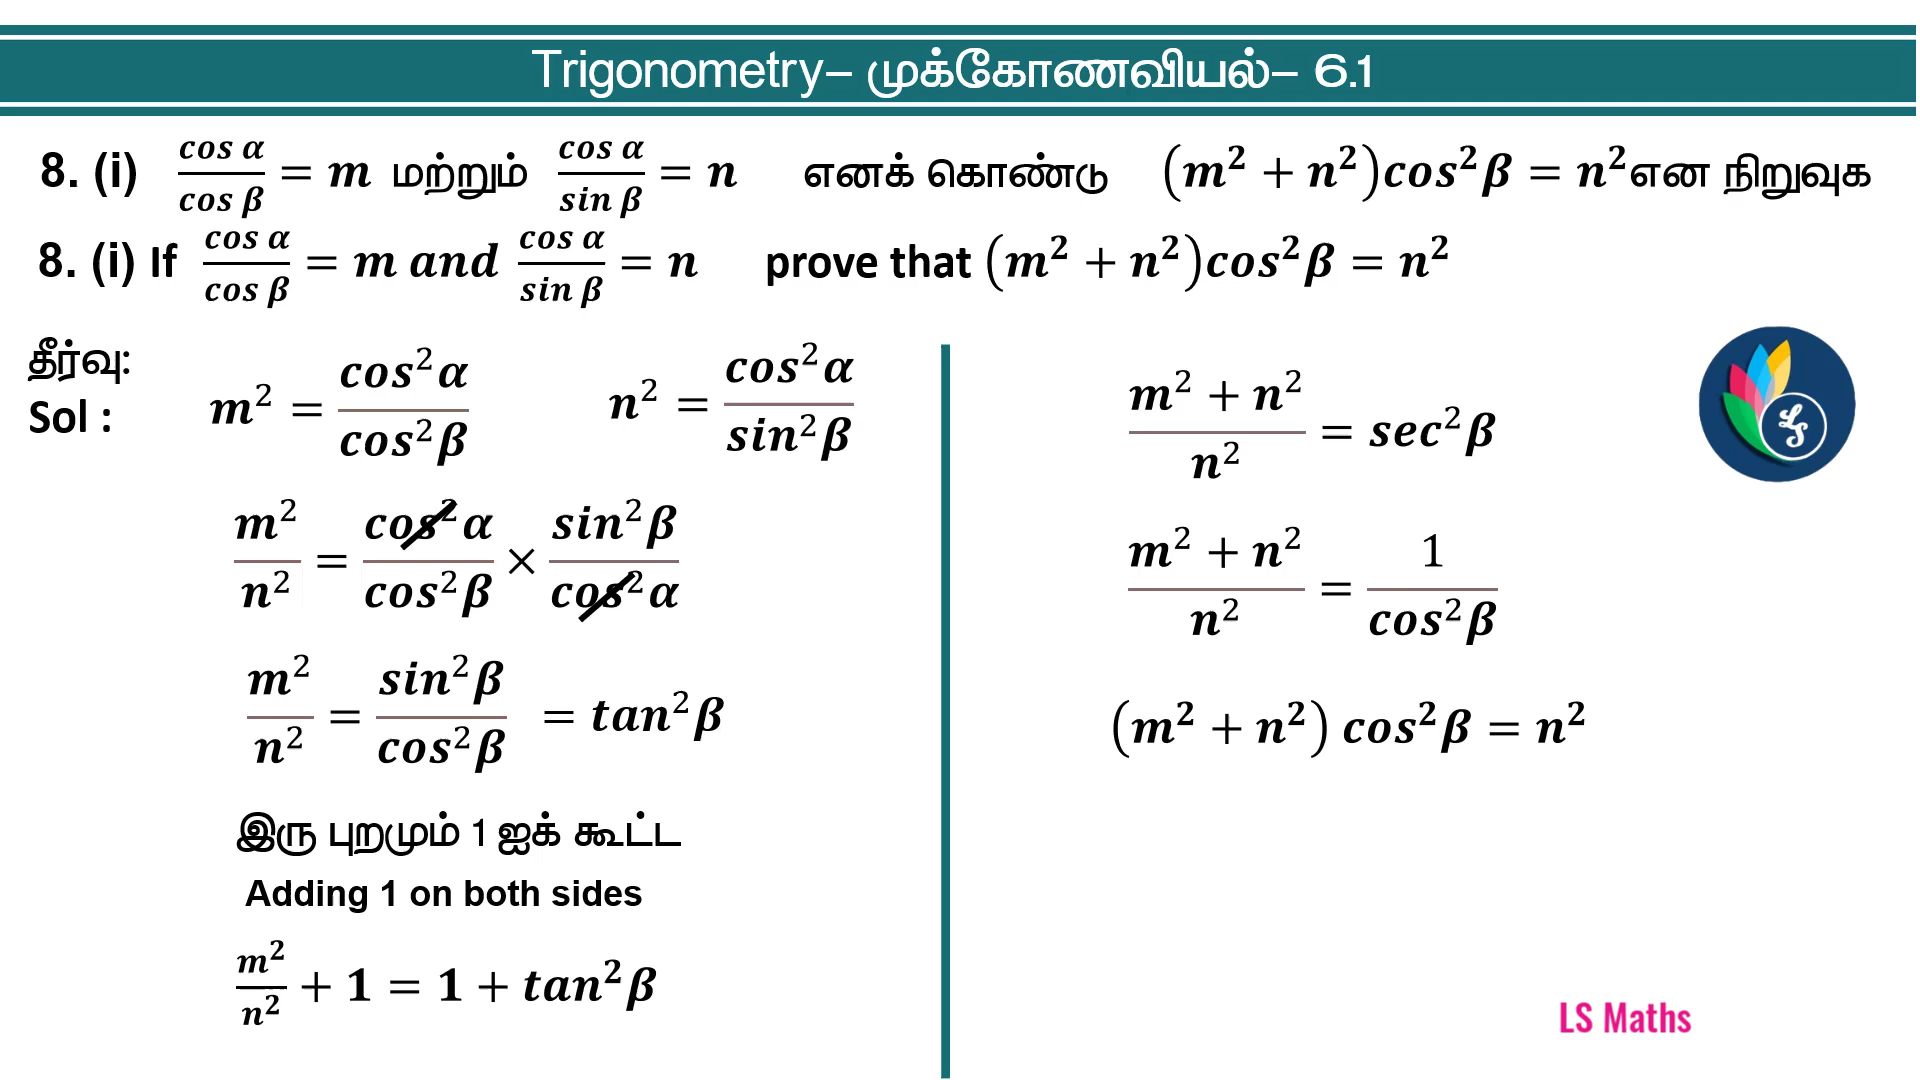 Trigonometry– முக்கோணவியல்– 6.1
8. (i) cos α/cos β = m மற்றும் cos α/sin β = n எனக் கொண்டு (m² + n²)cos²β = n²என நிறுவுக
8. (i) If cos α/cos β = m and cos α/sin β = n prove that (m² + n²)cos²β = n²
தீர்வு:
Sol :
m² = cos²α/cos²β n² = cos²α/sin²β
m²/n² = cos²α/cos²β × sin²β/cos²α
m²/n² = sin²β/cos²β = tan²β
இரு புறமும் 1 ஐக் கூட்ட
Adding 1 on both sides
m²/n² + 1 = 1 + tan²β
(m² + n²)/n² = sec²β
(m² + n²)/n² = 1/cos²β
(m² + n²) cos²β = n²
LS
LS Maths